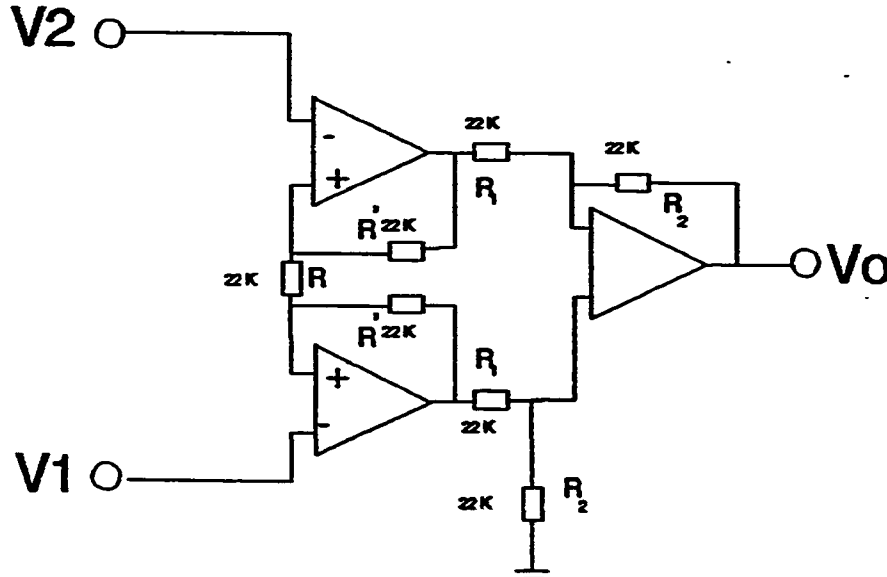 V2
22K
22K
-
+
R₁
R₂
R' 22K
22K R
Vo
R' 22K
R₁
+
-
22K
V1
22K R₂